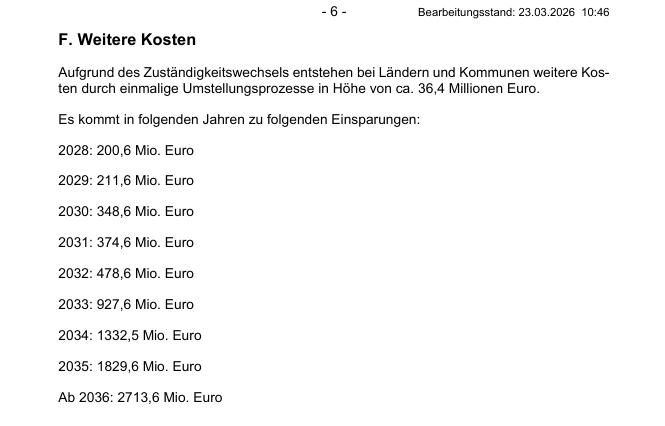 - 6 -
Bearbeitungsstand: 23.03.2026 10:46
F. Weitere Kosten
Aufgrund des Zuständigkeitswechsels entstehen bei Ländern und Kommunen weitere Kos-
ten durch einmalige Umstellungsprozesse in Höhe von ca. 36,4 Millionen Euro.
Es kommt in folgenden Jahren zu folgenden Einsparungen:
2028: 200,6 Mio. Euro
2029: 211,6 Mio. Euro
2030: 348,6 Mio. Euro
2031: 374,6 Mio. Euro
2032: 478,6 Mio. Euro
2033: 927,6 Mio. Euro
2034: 1332,5 Mio. Euro
2035: 1829,6 Mio. Euro
Ab 2036: 2713,6 Mio. Euro